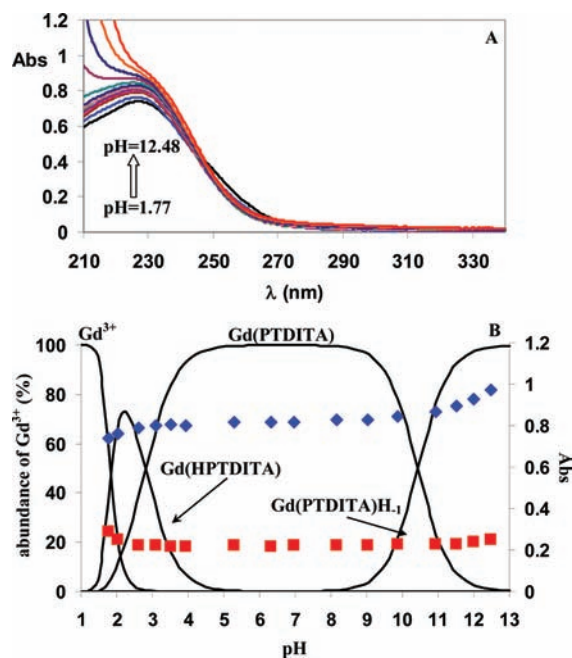 1.2
A
Abs
1
0.8
0.6
pH=12.48
0.4
0.2
pH=1.77
0
210 230 250 270 290 310 330
λ (nm)
Gd³⁺
Gd(PTDITA)
B
100
80
60
40
20
0
abundance of Gd³⁺ (%)
Gd(HPTDITA)
Gd(PTDITA)H₋₁
1.2
1
0.8
0.6
0.4
0.2
0
Abs
1 2 3 4 5 6 7 8 9 10 11 12 13
pH